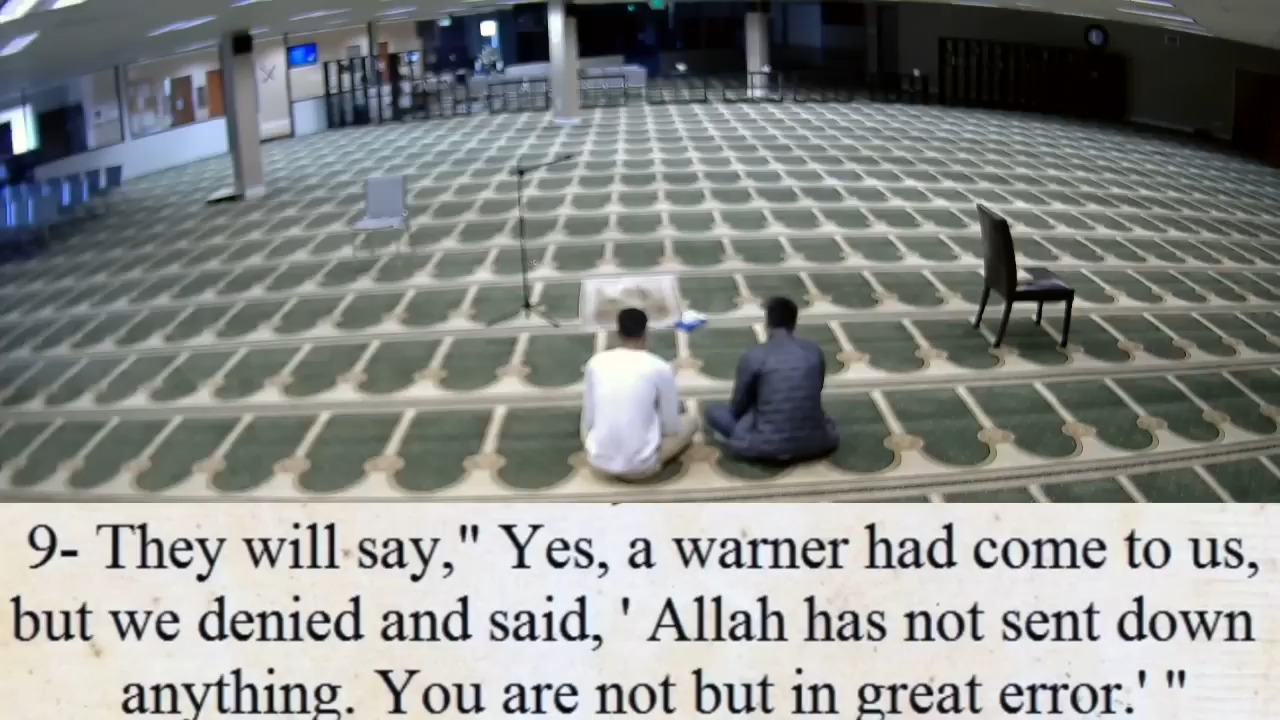 9- They will say," Yes, a warner had come to us,
but we denied and said, ' Allah has not sent down
anything. You are not but in great error.' "